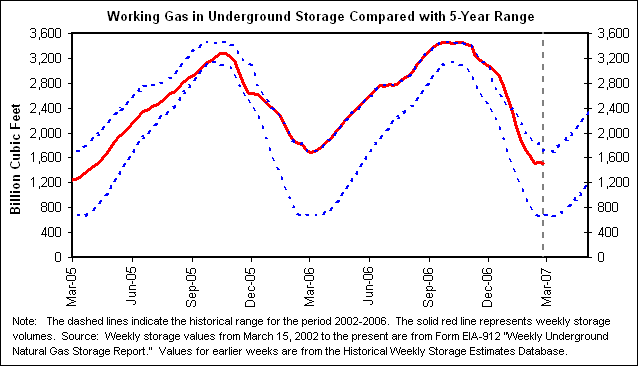 Working Gas in Underground Storage Compared with 5-Year Range
Billion Cubic Feet
3,600 3,600
3,200 3,200
2,800 2,800
2,400 2,400
2,000 2,000
1,600 1,600
1,200 1,200
800 800
400 400
0 0
Mar-05 Jun-05 Sep-05 Dec-05 Mar-06 Jun-06 Sep-06 Dec-06 Mar-07
Note: The dashed lines indicate the historical range for the period 2002-2006. The solid red line represents weekly storage
volumes. Source: Weekly storage values from March 15, 2002 to the present are from Form EIA-912 "Weekly Underground
Natural Gas Storage Report." Values for earlier weeks are from the Historical Weekly Storage Estimates Database.